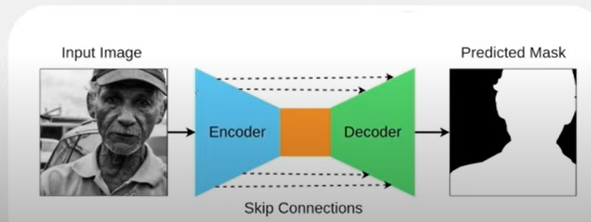 Input Image
Predicted Mask
Encoder
Decoder
Skip Connections